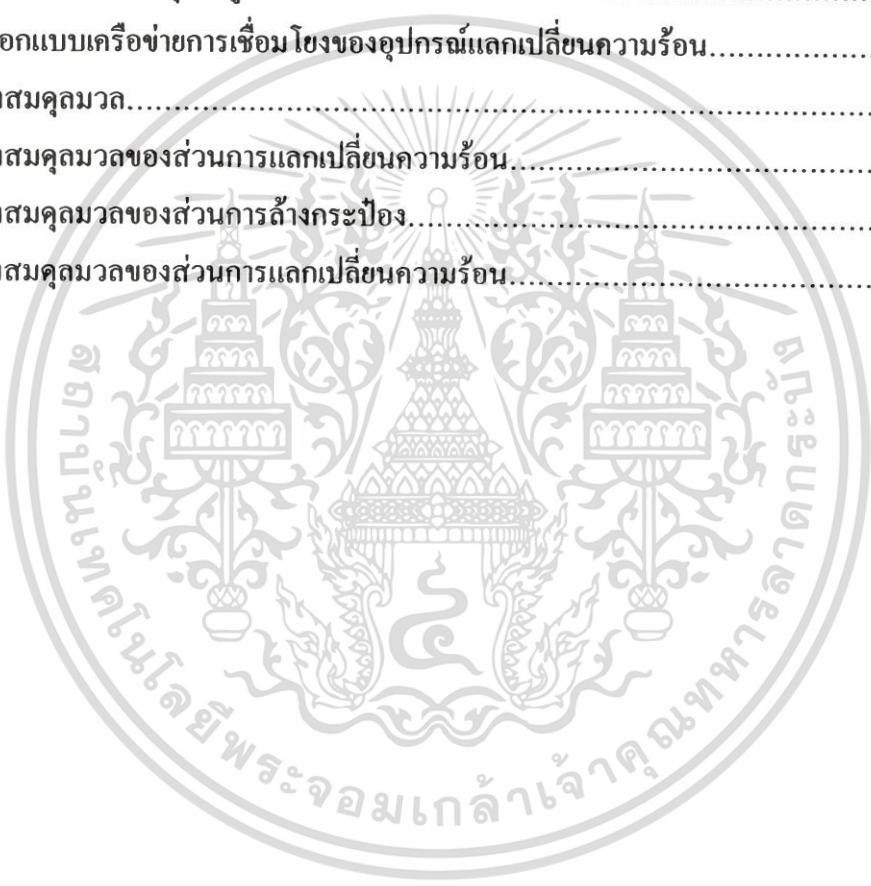 อกแบบเครือข่ายการเชื่อมโยงของอุปกรณ์แลกเปลี่ยนความร้อน
สมดุลมวล
สมดุลมวลของส่วนการแลกเปลี่ยนความร้อน
สมดุลมวลของส่วนการล้างกระป๋อง
สมดุลมวลของส่วนการแลกเปลี่ยนความร้อน
สถาบันเทคโนโลยีพระจอมเกล้าเจ้าคุณทหารลาดกระบัง